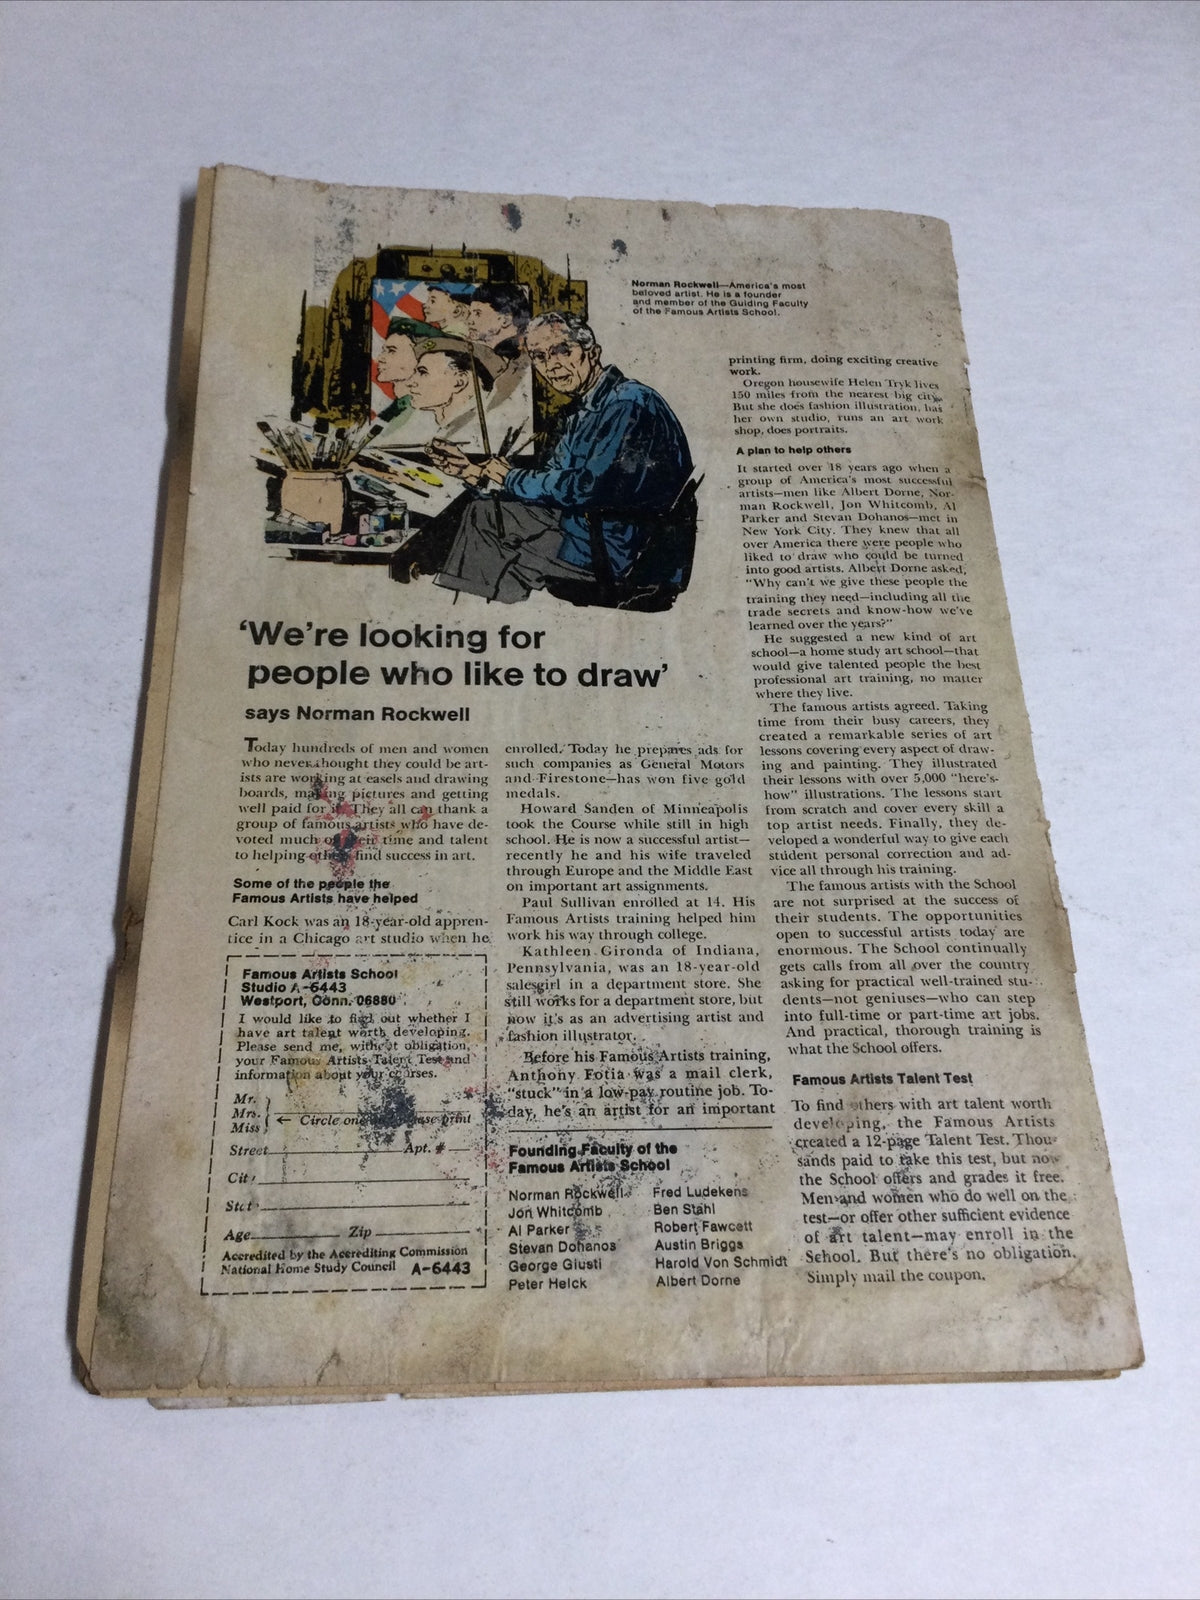 Norman Rockwell—America's most
beloved artist. He is a founder
and member of the Guiding Faculty
of the Famous Artists School.
'We're looking for
people who like to draw'
says Norman Rockwell
Today hundreds of men and women
who never thought they could be art-
ists are working at easels and drawing
boards, making pictures and getting
well paid for it. They all can thank a
group of famous artists who have de-
voted much of their time and talent
to helping others find success in art.
Some of the people the
Famous Artists have helped
Carl Kock was an 18-year-old appren-
tice in a Chicago art studio when he
enrolled. Today he prepares ads for
such companies as General Motors
and Firestone—has won five gold
medals.
Howard Sanden of Minneapolis
took the Course while still in high
school. He is now a successful artist—
recently he and his wife traveled
through Europe and the Middle East
on important art assignments.
Paul Sullivan enrolled at 14. His
Famous Artists training helped him
work his way through college.
Kathleen Gironda of Indiana,
Pennsylvania, was an 18-year-old
salesgirl in a department store. She
still works for a department store, but
now it's as an advertising artist and
fashion illustrator.
Before his Famous Artists training,
Anthony Fotia was a mail clerk,
"stuck" in a low-pay routine job. To-
day, he's an artist for an important
printing firm, doing exciting creative
work.
Oregon housewife Helen Tryk lives
150 miles from the nearest big city.
But she does fashion illustration, has
her own studio, runs an art work
shop, does portraits.
A plan to help others
It started over 18 years ago when a
group of America's most successful
artists—men like Albert Dorne, Nor-
man Rockwell, Jon Whitcomb, Al
Parker and Stevan Dohanos—met in
New York City. They knew that all
over America there were people who
liked to draw who could be turned
into good artists. Albert Dorne asked,
"Why can't we give these people the
training they need—including all the
trade secrets and know-how we've
learned over the years?"
He suggested a new kind of art
school—a home study art school—that
would give talented people the best
professional art training, no matter
where they live.
The famous artists agreed. Taking
time from their busy careers, they
created a remarkable series of art
lessons covering every aspect of draw-
ing and painting. They illustrated
their lessons with over 5,000 "here's-
how" illustrations. The lessons start
from scratch and cover every skill a
top artist needs. Finally, they de-
veloped a wonderful way to give each
student personal correction and ad-
vice all through his training.
The famous artists with the School
are not surprised at the success of
their students. The opportunities
open to successful artists today are
enormous. The School continually
gets calls from all over the country
asking for practical well-trained stu-
dents—not geniuses—who can step
into full-time or part-time art jobs.
And practical, thorough training is
what the School offers.
Famous Artists Talent Test
To find others with art talent worth
developing, the Famous Artists
created a 12-page Talent Test. Thou-
sands paid to take this test, but now
the School offers and grades it free.
Men and women who do well on the
test—or offer other sufficient evidence
of art talent—may enroll in the
School. But there's no obligation.
Simply mail the coupon.
Famous Artists School
Studio A-6443
Westport, Conn. 06880
I would like to find out whether I
have art talent worth developing.
Please send me, without obligation,
your Famous Artists Talent Test and
information about your courses.
Mr.
Mrs.
Miss
← Circle one please print
Street Apt. #
City
State
Age Zip
Accredited by the Accrediting Commission
National Home Study Council A-6443
Founding Faculty of the
Famous Artists School
Norman Rockwell
Jon Whitcomb
Al Parker
Stevan Dohanos
George Giusti
Peter Helck
Fred Ludekens
Ben Stahl
Robert Fawcett
Austin Briggs
Harold Von Schmidt
Albert Dorne